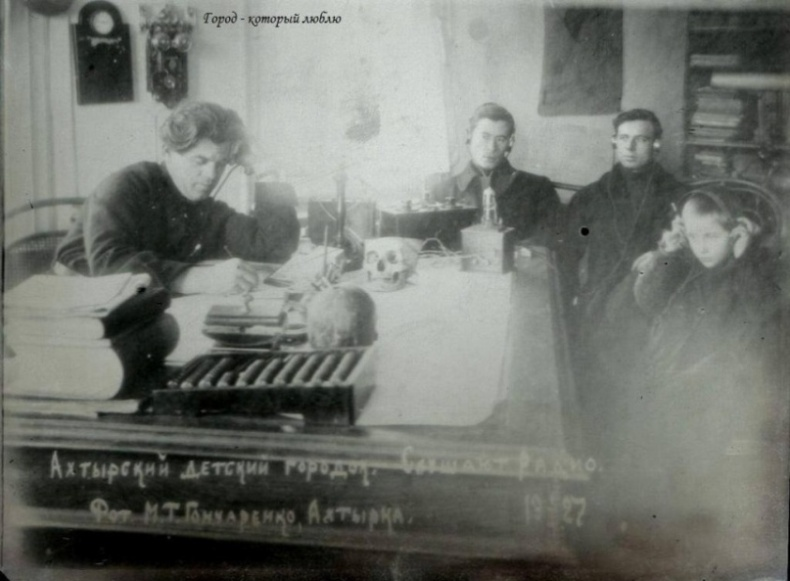 Город - который люблю
Ахтырский детский городок. Слушают радио.
Фот. М.Т. Гончаренко, Ахтырка. 1927